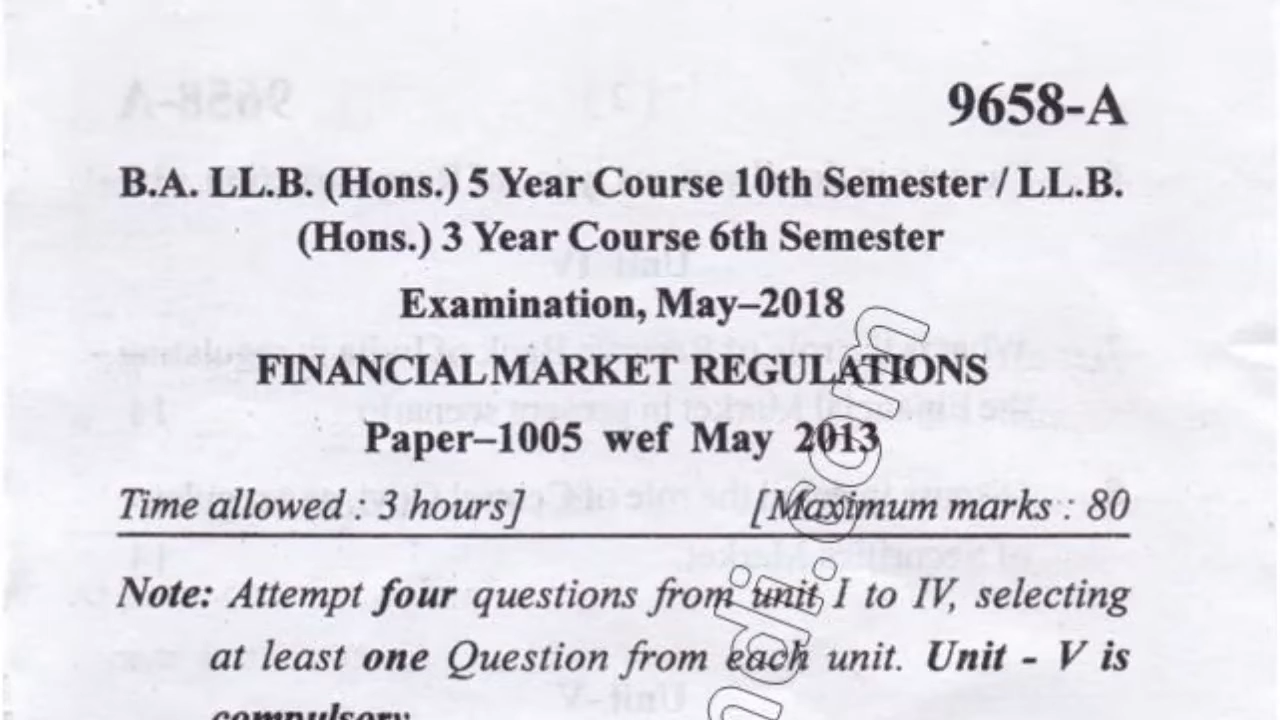 9658-A
B.A. LL.B. (Hons.) 5 Year Course 10th Semester / LL.B.
(Hons.) 3 Year Course 6th Semester
Examination, May–2018
FINANCIAL MARKET REGULATIONS
Paper–1005 wef May 2013
Time allowed : 3 hours] [Maximum marks : 80
Note: Attempt four questions from unit I to IV, selecting
at least one Question from each unit. Unit - V is
compulsory.
ndi.com